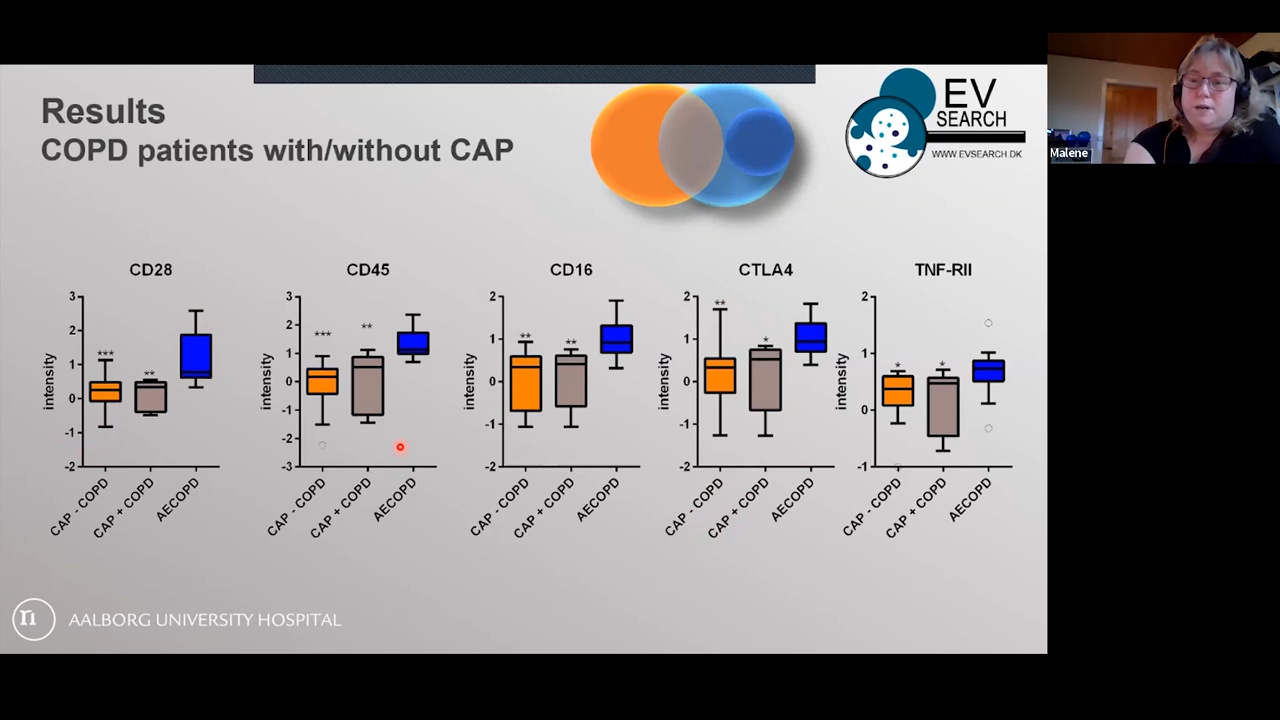 Results
COPD patients with/without CAP
EV
SEARCH
WWW.EVSEARCH.DK
Malene
CD28
3
2
1
0
-1
-2
intensity
***
**
CAP - COPD
CAP + COPD
AECOPD
CD45
3
2
1
0
-1
-2
-3
intensity
***
**
CAP - COPD
CAP + COPD
AECOPD
CD16
2
1
0
-1
-2
intensity
**
**
CAP - COPD
CAP + COPD
AECOPD
CTLA4
2
1
0
-1
-2
intensity
**
*
CAP - COPD
CAP + COPD
AECOPD
TNF-RII
2
1
0
-1
intensity
*
*
CAP - COPD
CAP + COPD
AECOPD
n
AALBORG UNIVERSITY HOSPITAL